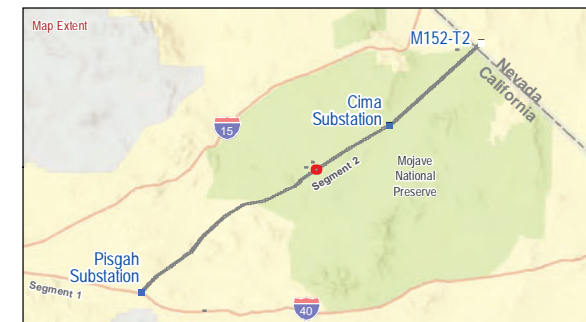 Map Extent
M152-T2
Nevada
California
Cima
Substation
15
Segment 2
Mojave
National
Preserve
Pisgah
Substation
Segment 1
40